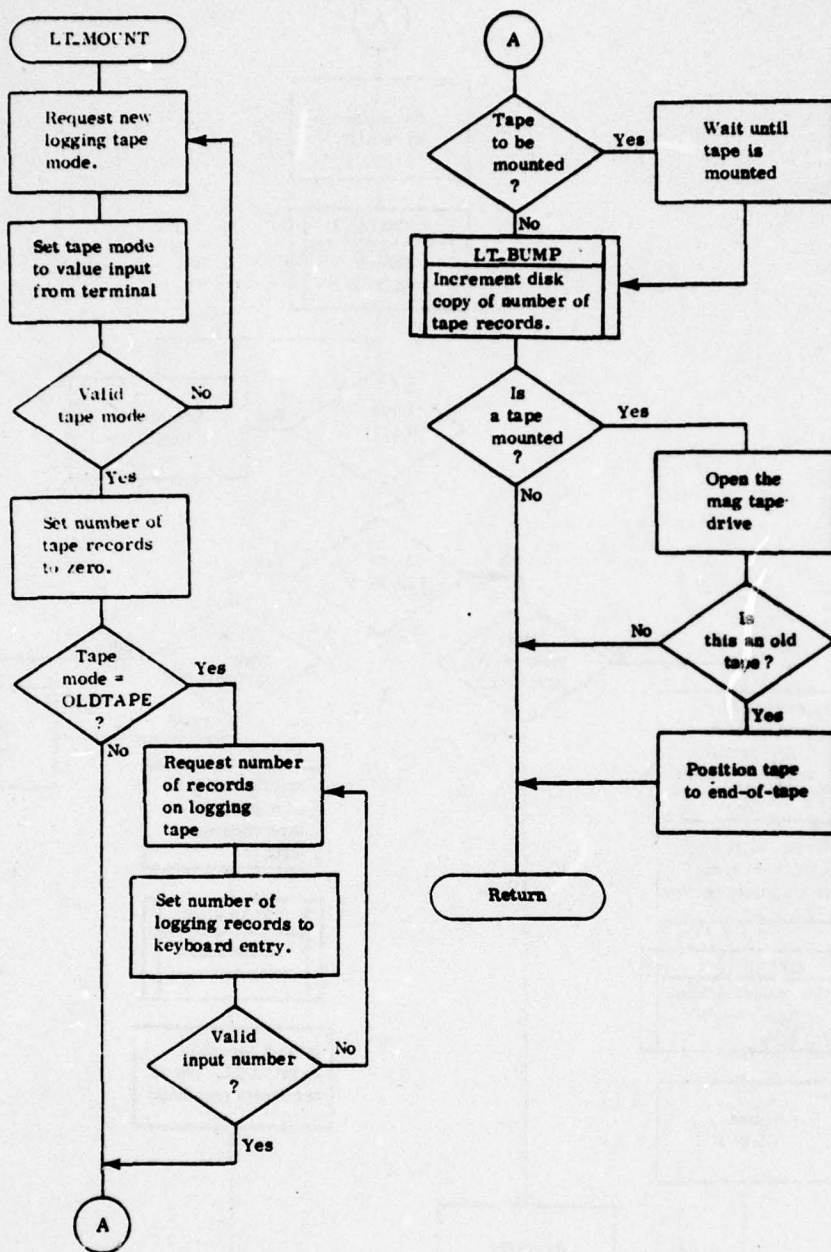 LT_MOUNT
Request new
logging tape
mode.
Set tape mode
to value input
from terminal
Valid
tape mode
No
Yes
Set number of
tape records
to zero.
Tape
mode =
OLDTAPE
?
Yes
No
Request number
of records
on logging
tape
Set number of
logging records to
keyboard entry.
Valid
input number
?
No
Yes
A
A
Tape
to be
mounted
?
Yes
Wait until
tape is
mounted
No
LT_BUMP
Increment disk
copy of number of
tape records.
Is
a tape
mounted
?
Yes
No
Open the
mag tape
drive
Is
this an old
tape ?
No
Yes
Position tape
to end-of-tape
Return